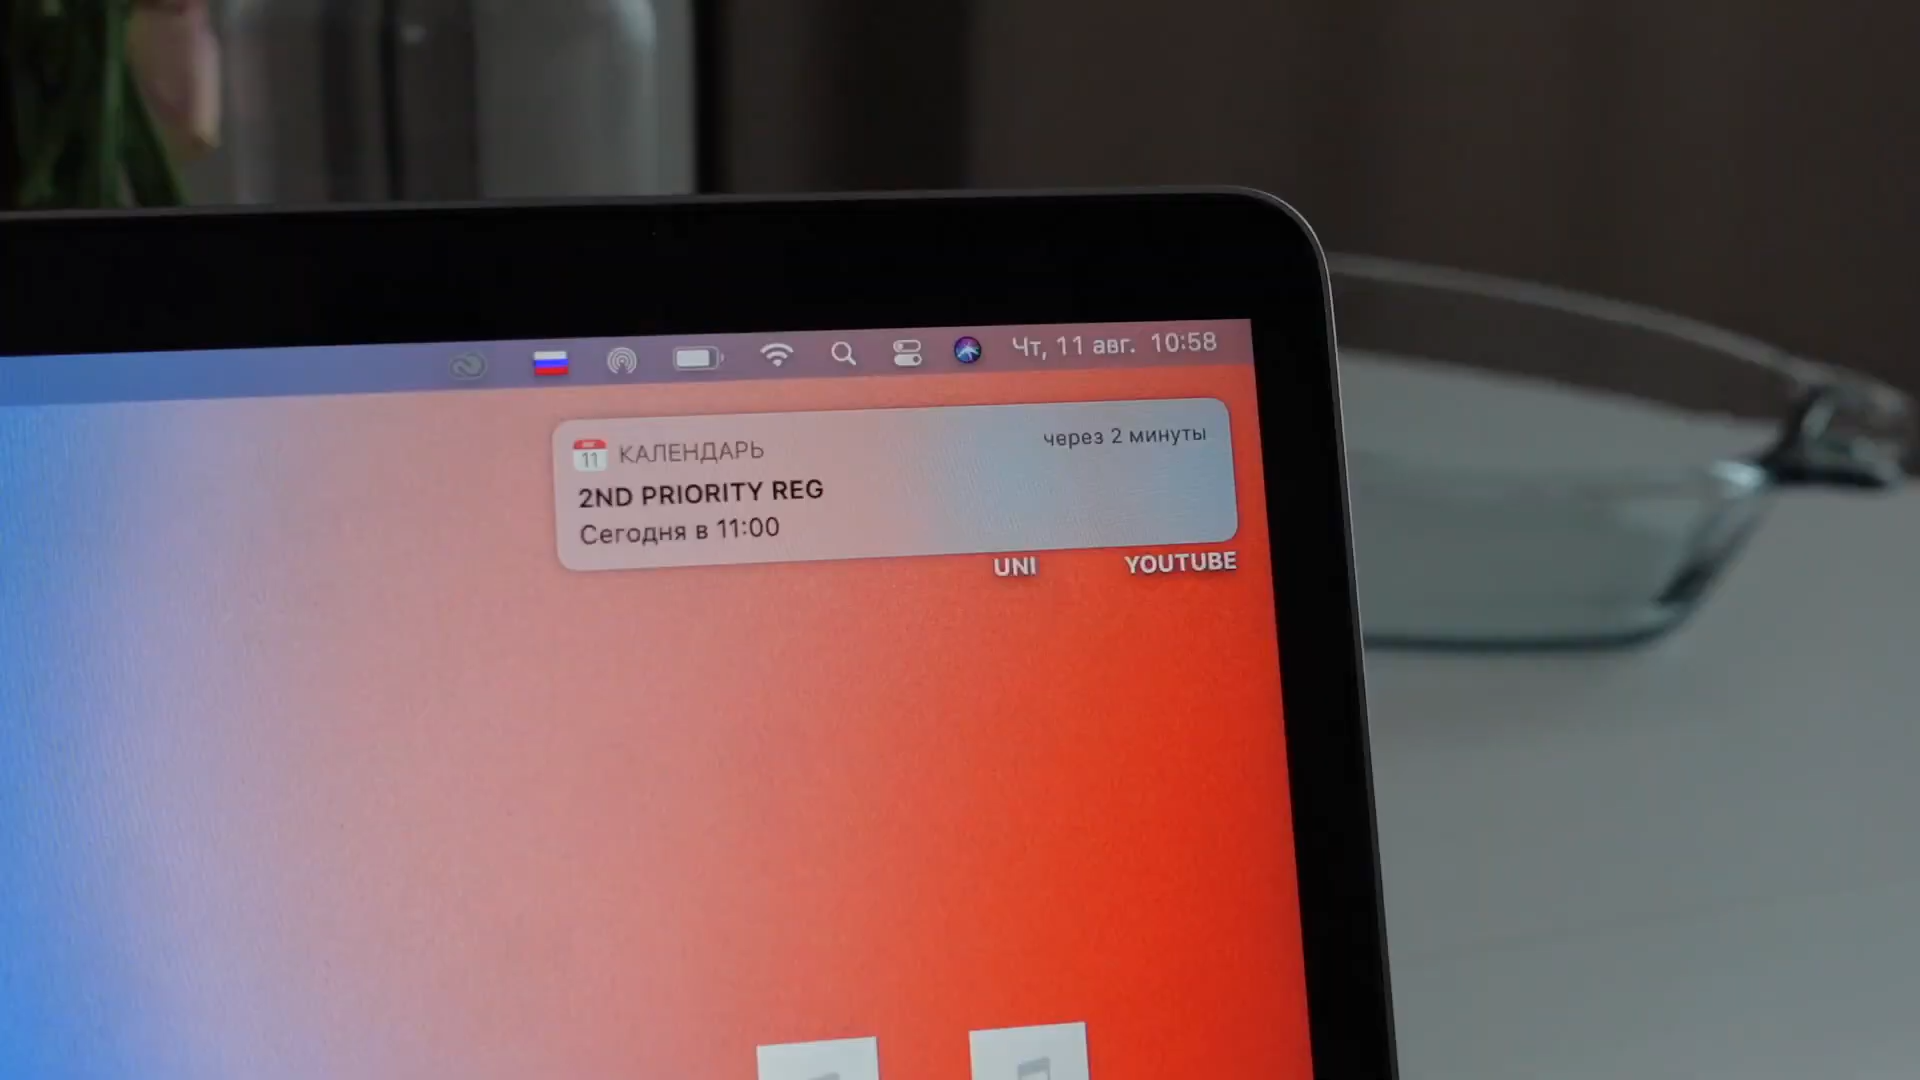 Чт, 11 авг. 10:58
11 КАЛЕНДАРЬ через 2 минуты
2ND PRIORITY REG
Сегодня в 11:00
UNI YOUTUBE